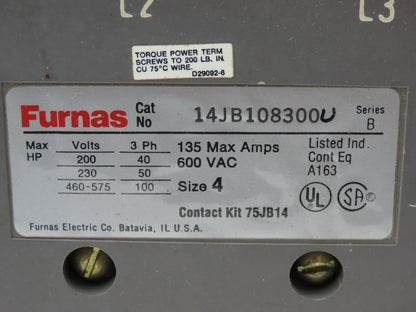 L2 L3
TORQUE POWER TERM
SCREWS TO 200 LB. IN.
CU 75°C WIRE.
D29092-6
Furnas Cat No 14JB108300U Series B
Max HP Volts 3 Ph 135 Max Amps Listed Ind.
200 40 600 VAC Cont Eq
230 50 A163
460-575 100 Size 4 UL SA
Contact Kit 75JB14
Furnas Electric Co. Batavia, IL U.S.A.